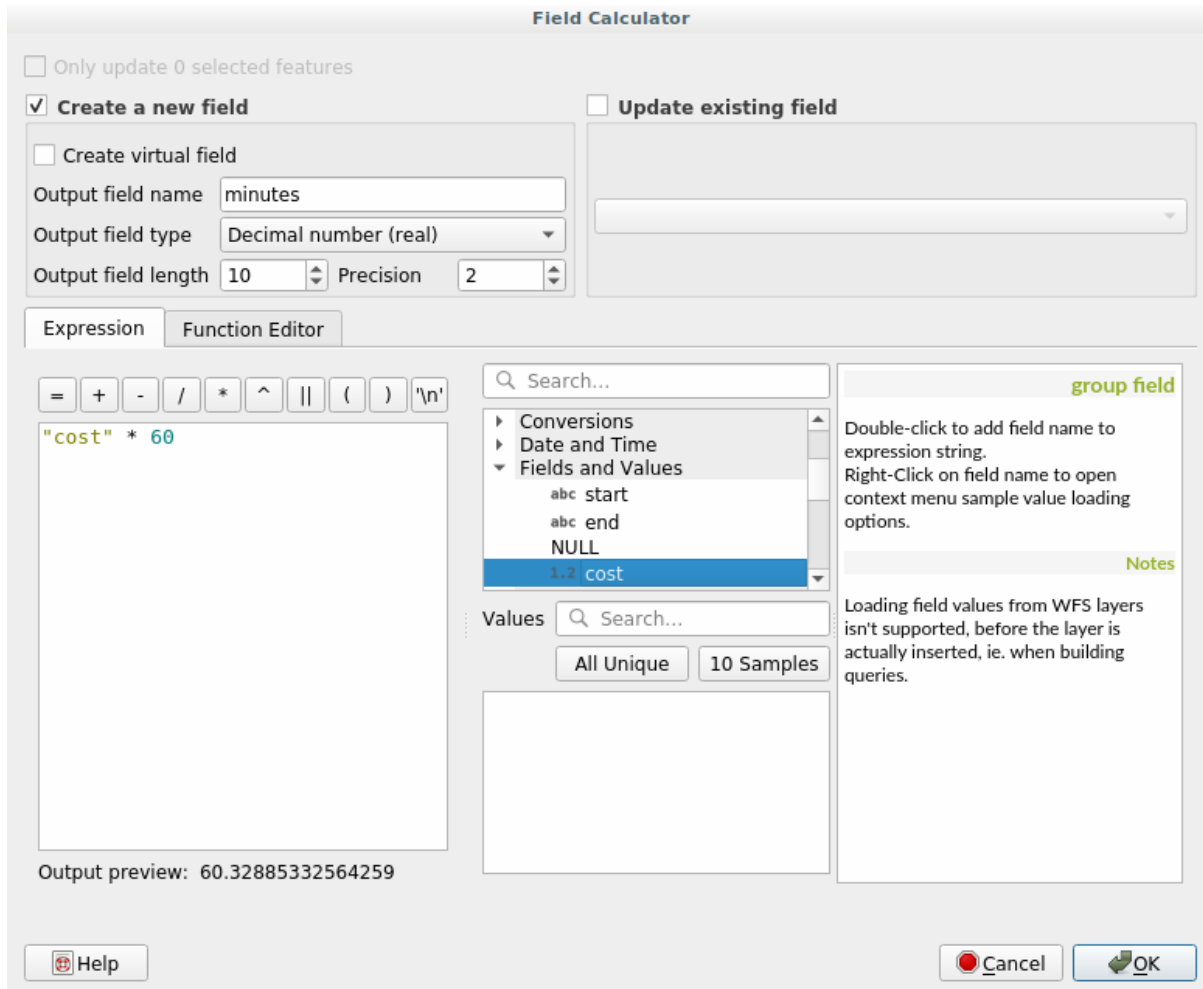 Field Calculator
Only update 0 selected features
Create a new field
Update existing field
Create virtual field
Output field name minutes
Output field type Decimal number (real)
Output field length 10 Precision 2
Expression Function Editor
= + - / * ^ || ( ) '\n'
"cost" * 60
Output preview: 60.32885332564259
Search...
Conversions
Date and Time
Fields and Values
abc start
abc end
NULL
1.2 cost
Values Search...
All Unique 10 Samples
group field
Double-click to add field name to
expression string.
Right-Click on field name to open
context menu sample value loading
options.
Notes
Loading field values from WFS layers
isn't supported, before the layer is
actually inserted, ie. when building
queries.
Help
Cancel OK